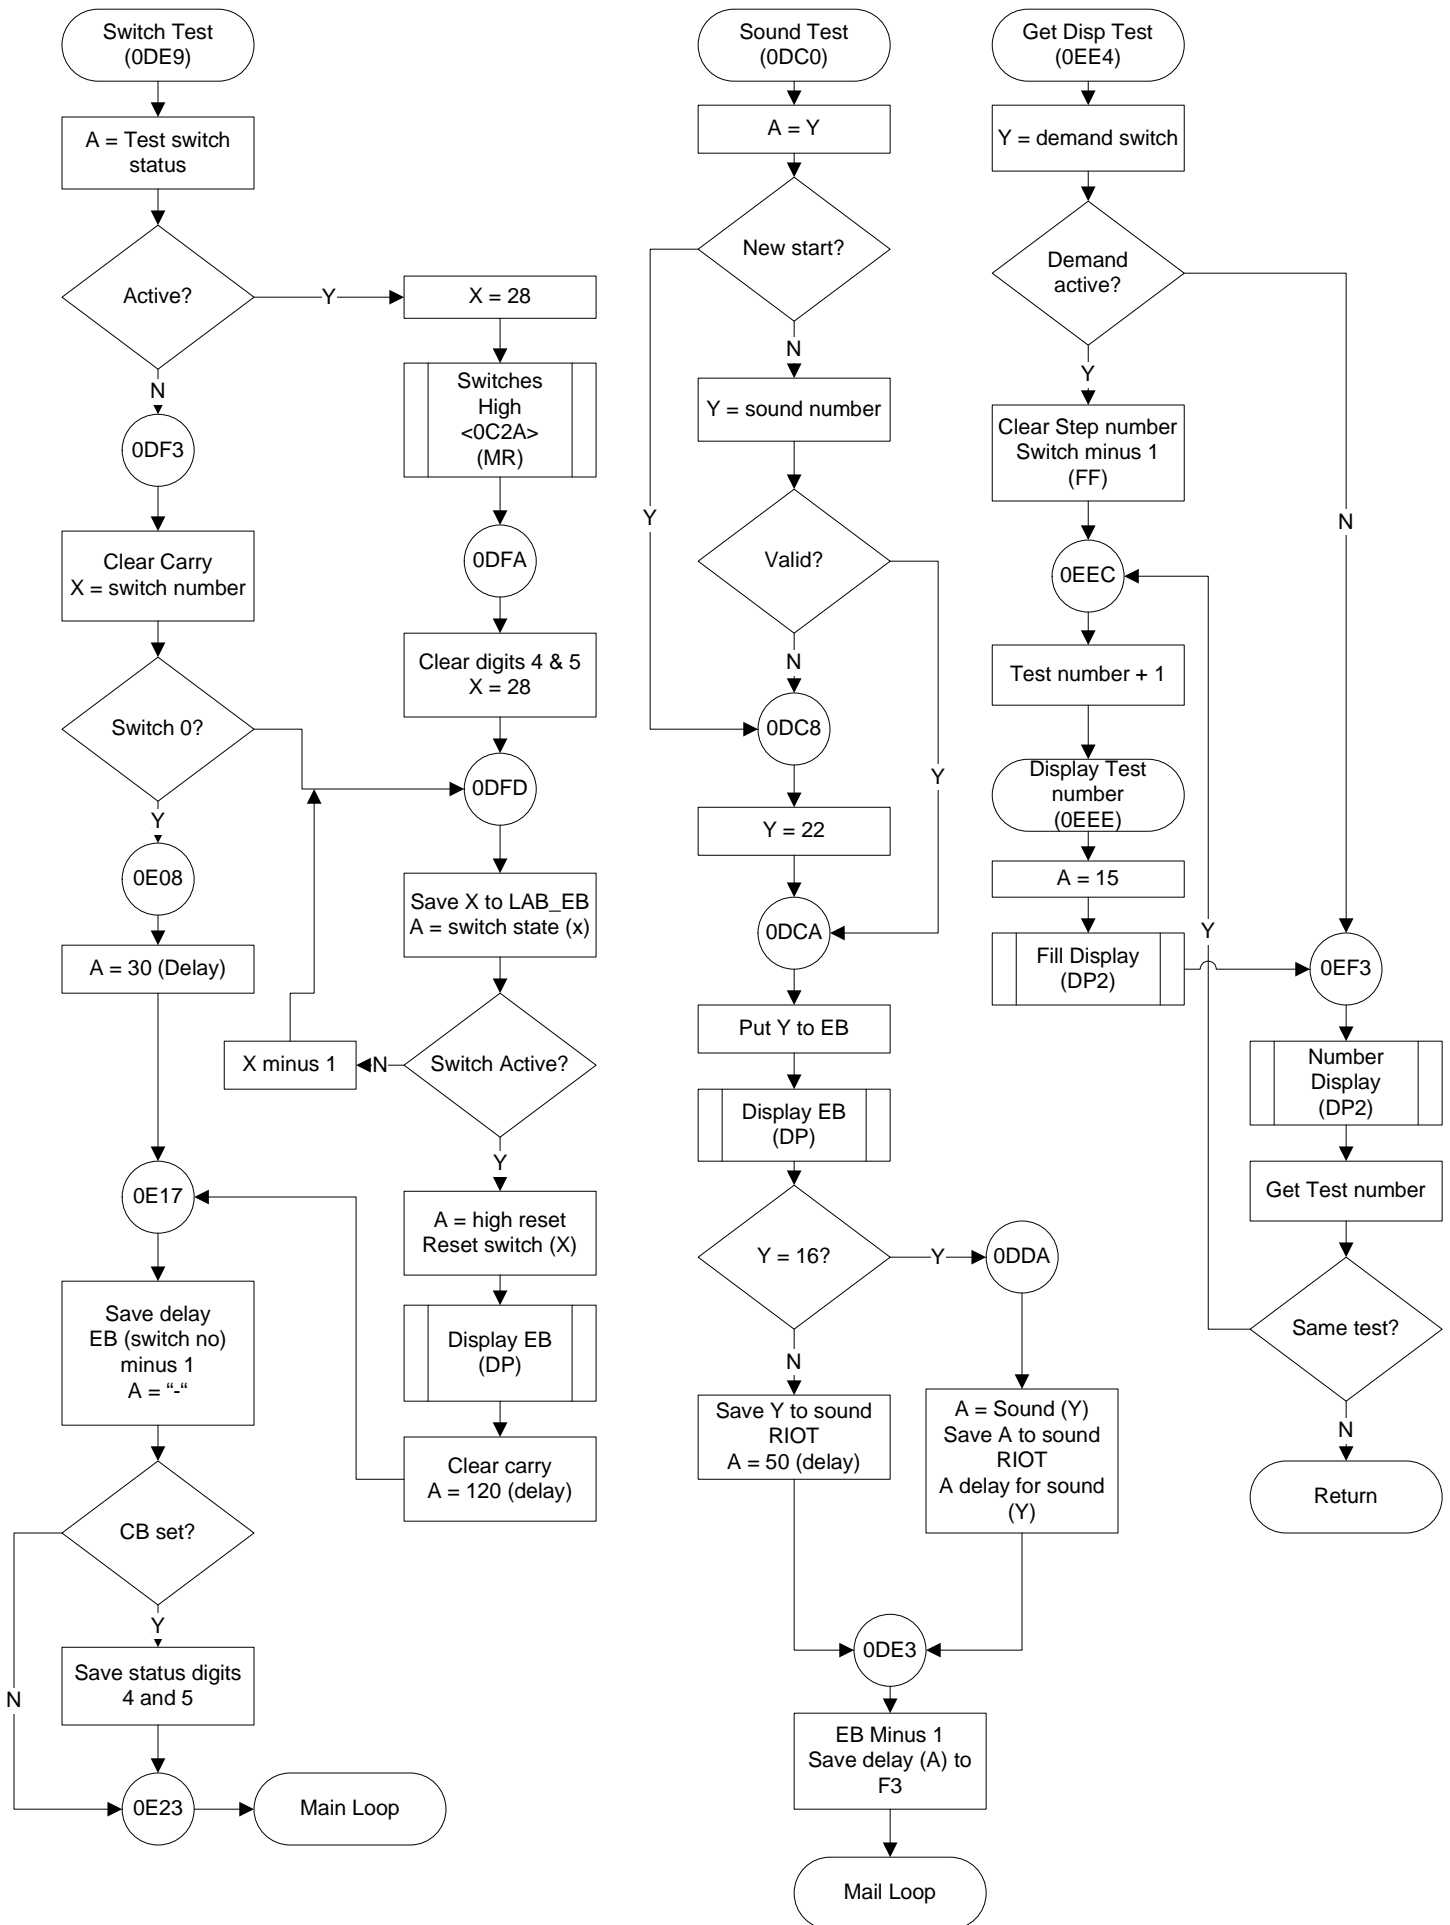 Switch Test
(0DE9)
A = Test switch
status
Active?
Y
N
0DF3
Clear Carry
X = switch number
Switch 0?
Y
0E08
A = 30 (Delay)
0E17
Save delay
EB (switch no)
minus 1
A = “-“
CB set?
Y
N
Save status digits
4 and 5
0E23
Main Loop
X = 28
Switches
High
<0C2A>
(MR)
0DFA
Clear digits 4 & 5
X = 28
0DFD
Save X to LAB_EB
A = switch state (x)
Switch Active?
N
X minus 1
Y
A = high reset
Reset switch (X)
Display EB
(DP)
Clear carry
A = 120 (delay)
Sound Test
(0DC0)
A = Y
New start?
Y
N
Y = sound number
Valid?
N
Y
0DC8
Y = 22
0DCA
Put Y to EB
Display EB
(DP)
Y = 16?
Y
0DDA
N
Save Y to sound
RIOT
A = 50 (delay)
A = Sound (Y)
Save A to sound
RIOT
A delay for sound
(Y)
0DE3
EB Minus 1
Save delay (A) to
F3
Mail Loop
Get Disp Test
(0EE4)
Y = demand switch
Demand
active?
Y
N
Clear Step number
Switch minus 1
(FF)
0EEC
Test number + 1
Display Test
number
(0EEE)
A = 15
Fill Display
(DP2)
Y
0EF3
Number
Display
(DP2)
Get Test number
Same test?
N
Return